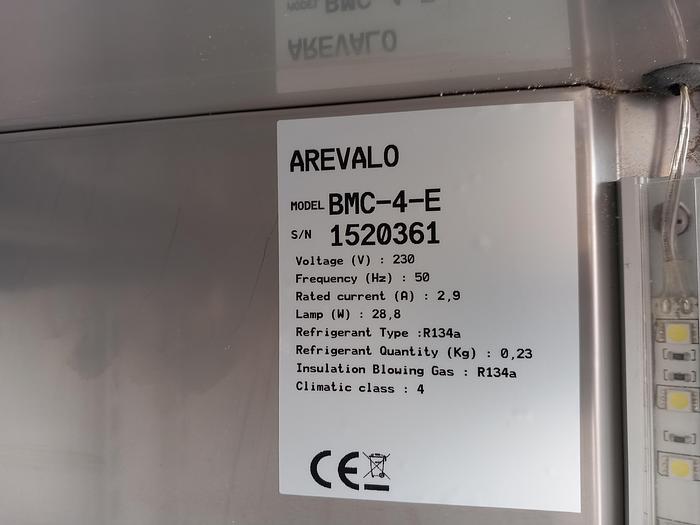 AREVALO
MODEL BMC-4-E
S/N 1520361
Voltage (V) : 230
Frequency (Hz) : 50
Rated current (A) : 2,9
Lamp (W) : 28,8
Refrigerant Type :R134a
Refrigerant Quantity (Kg) : 0,23
Insulation Blowing Gas : R134a
Climatic class : 4
CE